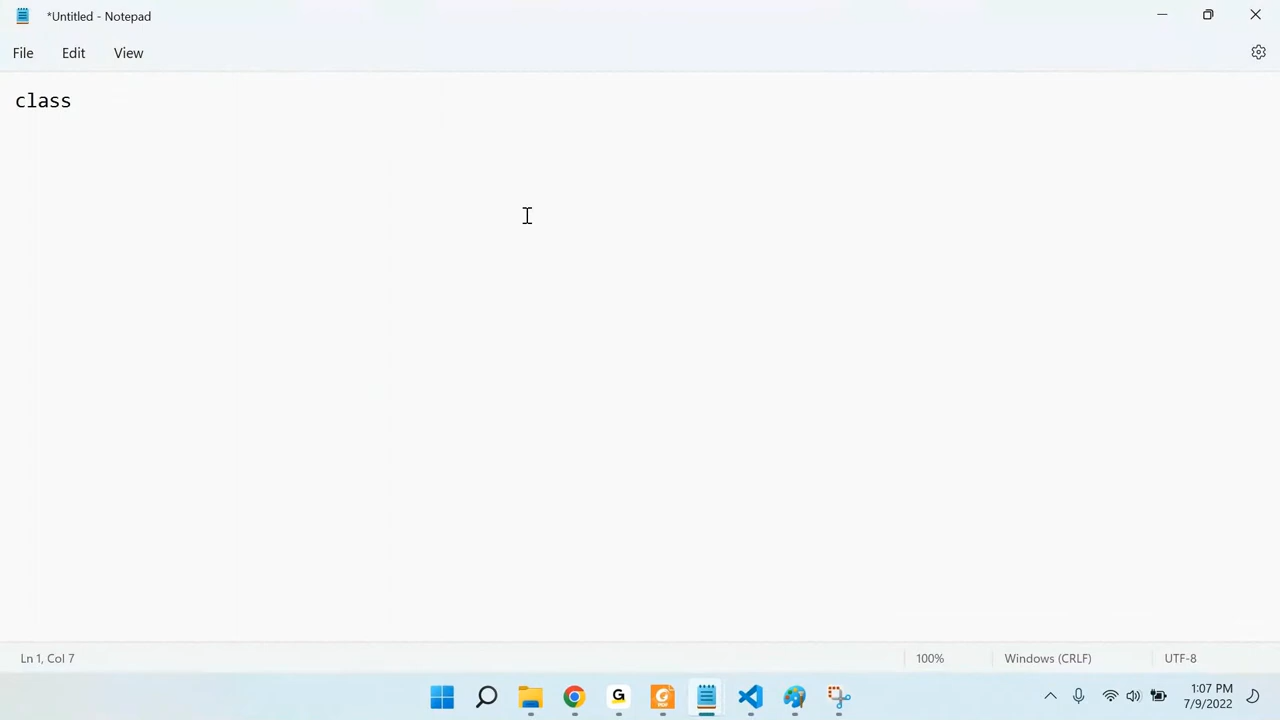 *Untitled - Notepad
File Edit View
class
Ln 1, Col 7 100% Windows (CRLF) UTF-8
G PDF 1:07 PM
7/9/2022